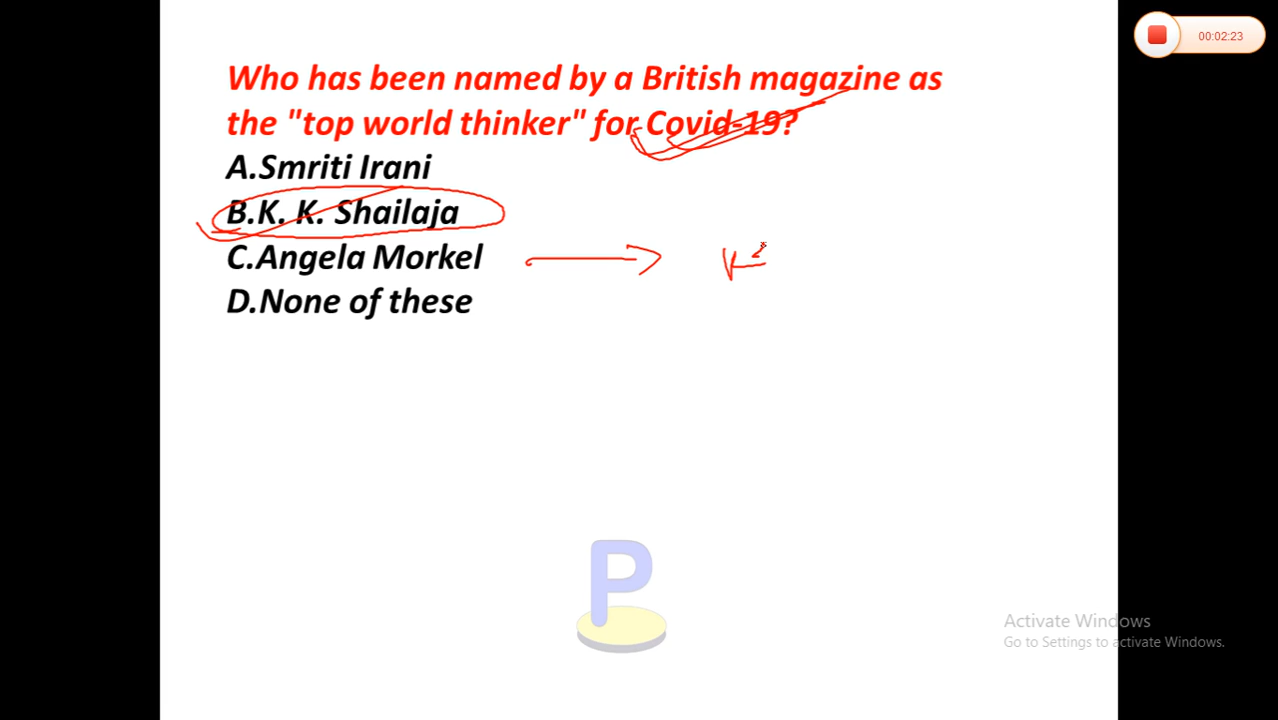 00:02:23
Who has been named by a British magazine as
the "top world thinker" for Covid-19?
A.Smriti Irani
B.K. K. Shailaja
C.Angela Morkel
D.None of these
P
Activate Windows
Go to Settings to activate Windows.